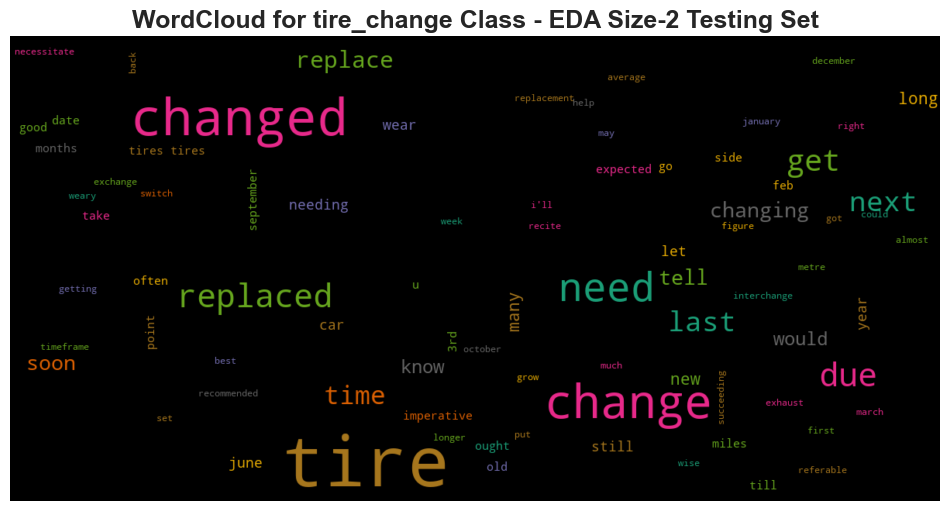 WordCloud for tire_change Class - EDA Size-2 Testing Set
necessitate
back
replace
december
average
replacement
help
long
changed
good
date
wear
may
january
right
months
tires tires
side
get
expected
go
exchange
weary
switch
september
feb
needing
take
week
i'll
recite
changing
next
figure
got
could
almost
let
metre
getting
often
u
need
tell
replaced
interchange
many
point
car
3rd
last
year
would
timeframe
october
soon
best
know
much
new
due
grow
recommended
time
change
succeeding
exhaust
imperative
march
set
longer
put
first
tire
ought
still
miles
june
old
wise
referable
till